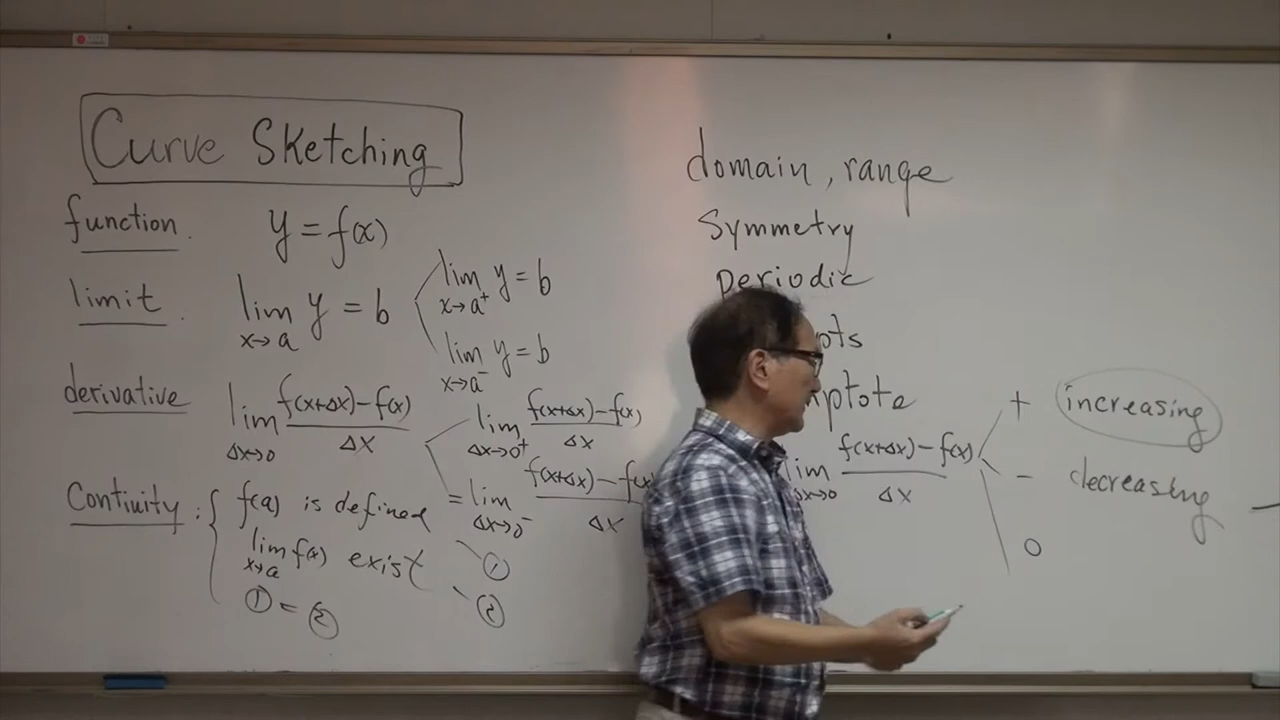 Curve Sketching
function.
y = f(x)
limit.
lim x→a y = b
lim x→a⁺ y = b
lim x→a⁻ y = b
derivative
lim Δx→0 f(x+Δx)-f(x) / Δx
lim Δx→0⁺ f(x+Δx)-f(x) / Δx
= lim Δx→0⁻ f(x+Δx)-f(x) / Δx
Contiuity : { f(a) is defined ①
lim x→a f(x) exist ②
① = ②
domain, range
Symmetry
periodic
pts
mptote
lim Δx→0 f(x+Δx)-f(x) / Δx
+ increasing
- decreasing
0